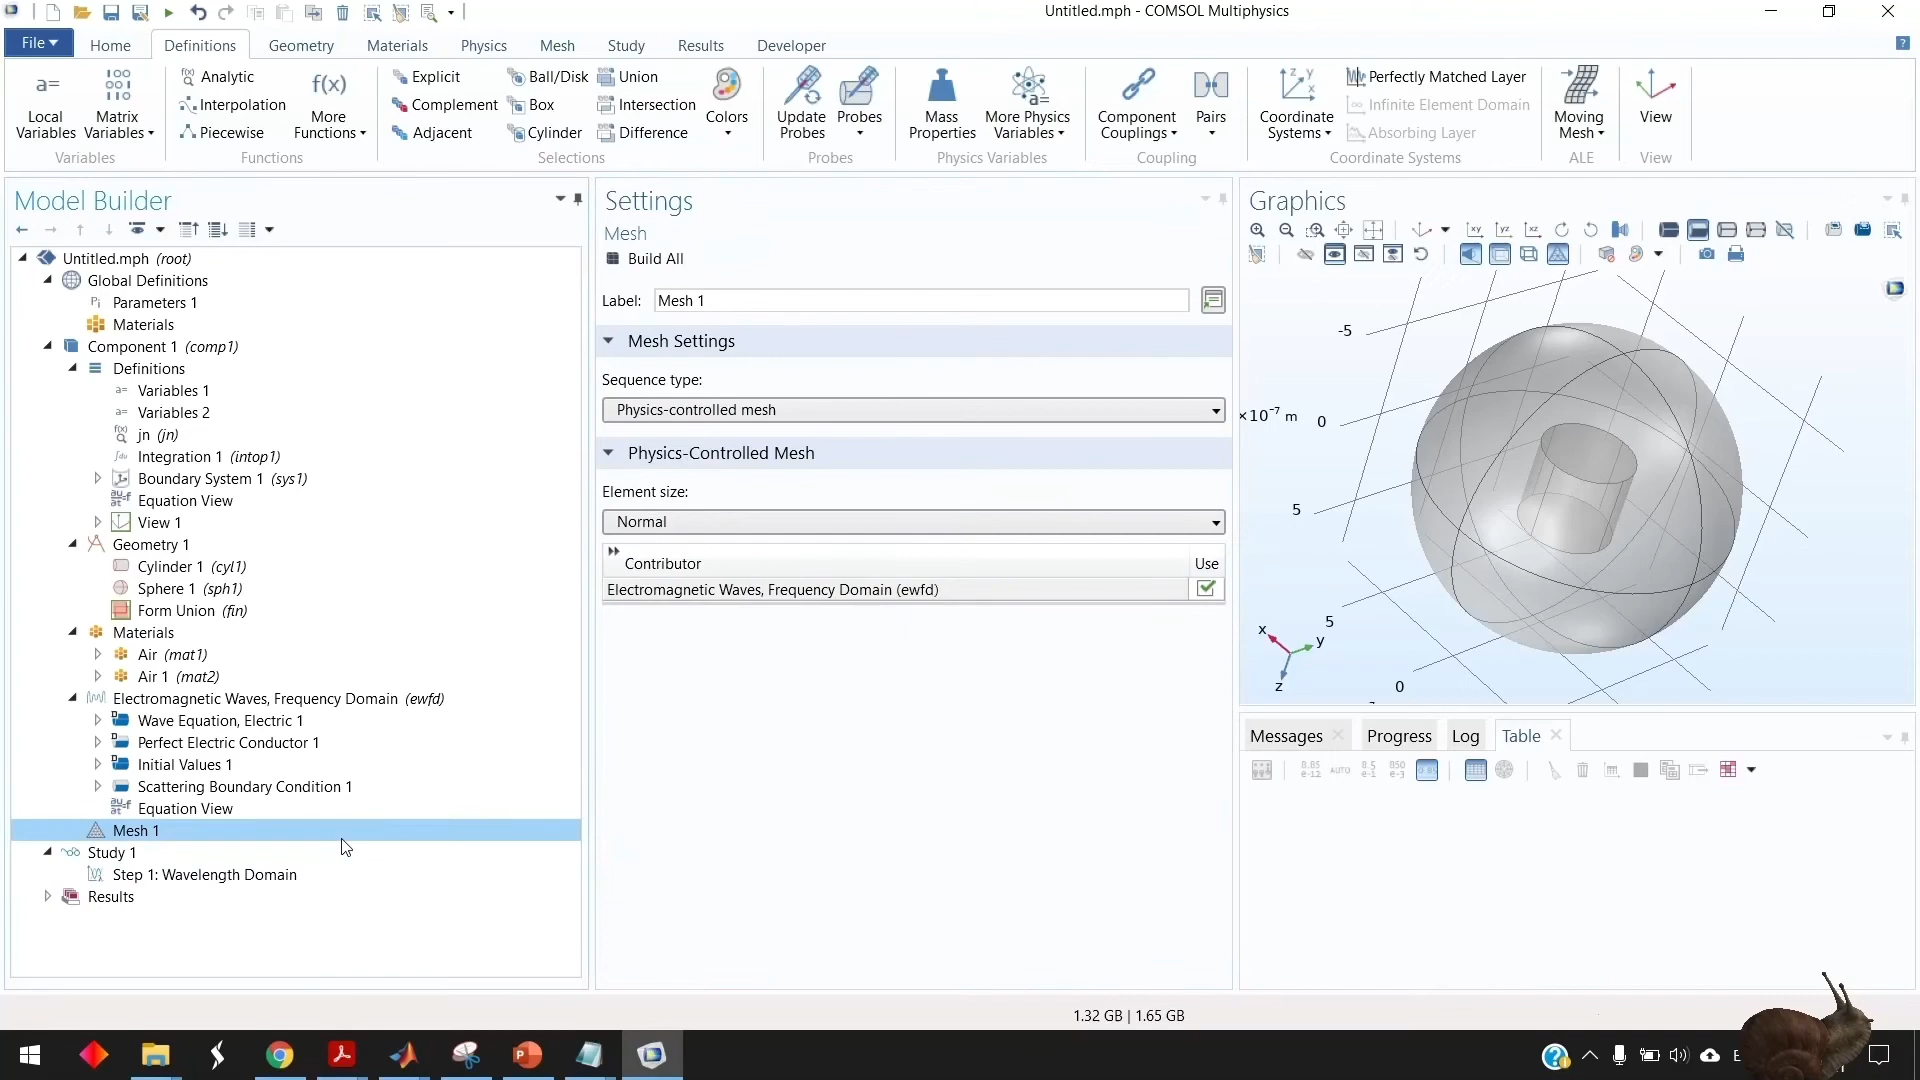 Untitled.mph - COMSOL Multiphysics
File Home Definitions Geometry Materials Physics Mesh Study Results Developer
Local Variables
Matrix Variables
Variables
Analytic
Interpolation
Piecewise
f(x)
More Functions
Functions
Explicit
Complement
Adjacent
Ball/Disk
Box
Cylinder
Union
Intersection
Difference
Selections
Colors
Update Probes
Probes
Probes
Mass Properties
More Physics Variables
Physics Variables
Component Couplings
Pairs
Coupling
Coordinate Systems
Perfectly Matched Layer
Infinite Element Domain
Absorbing Layer
Coordinate Systems
Moving Mesh
ALE
View
View
Model Builder
Untitled.mph (root)
Global Definitions
Pi Parameters 1
Materials
Component 1 (comp1)
Definitions
a= Variables 1
a= Variables 2
jn (jn)
Integration 1 (intop1)
Boundary System 1 (sys1)
Equation View
View 1
Geometry 1
Cylinder 1 (cyl1)
Sphere 1 (sph1)
Form Union (fin)
Materials
Air (mat1)
Air 1 (mat2)
Electromagnetic Waves, Frequency Domain (ewfd)
Wave Equation, Electric 1
Perfect Electric Conductor 1
Initial Values 1
Scattering Boundary Condition 1
Equation View
Mesh 1
Study 1
Step 1: Wavelength Domain
Results
Settings
Mesh
Build All
Label: Mesh 1
Mesh Settings
Sequence type:
Physics-controlled mesh
Physics-Controlled Mesh
Element size:
Normal
Contributor Use
Electromagnetic Waves, Frequency Domain (ewfd)
Graphics
-5
×10⁻⁷ m 0
5
5
0
x y z
Messages Progress Log Table
1.32 GB | 1.65 GB